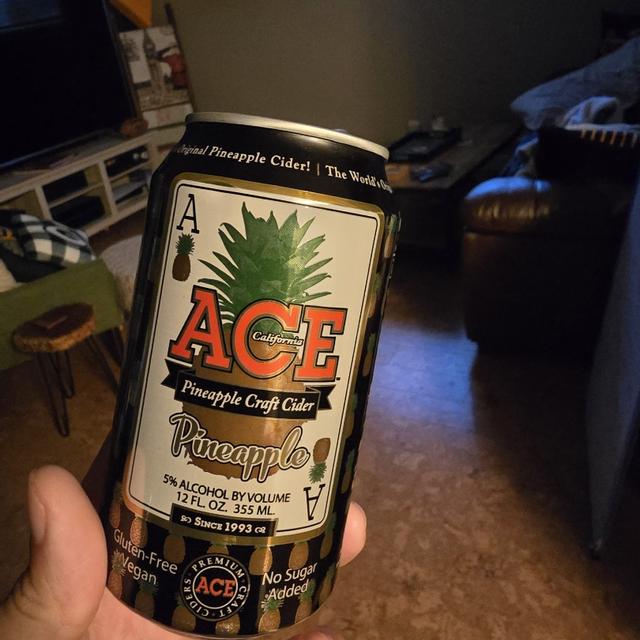 Original Pineapple Cider! | The World's
A
ACE
California
Pineapple Craft Cider
Pineapple
5% ALCOHOL BY VOLUME
12 FL. OZ. 355 ML.
A
SINCE 1993
Gluten-Free
Vegan
PREMIUM CRAFT CIDERS
ACE
No Sugar
Added